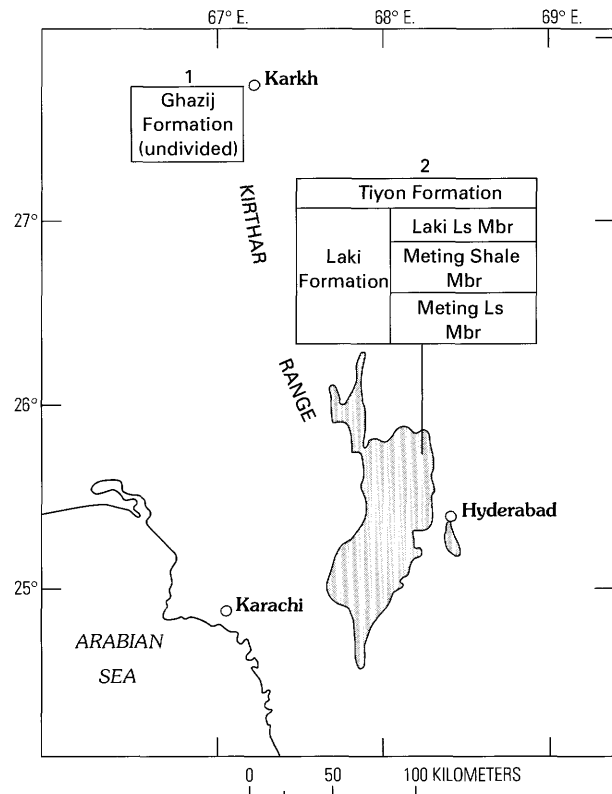 67° E.
68° E.
69° E.
1
Karkh
Ghazij
Formation
(undivided)
2
Tiyon Formation
27°
KIRTHAR
Laki
Formation
Laki Ls Mbr
Meting Shale
Mbr
Meting Ls
Mbr
RANGE
26°
Hyderabad
25°
Karachi
ARABIAN
SEA
0
50
100 KILOMETERS